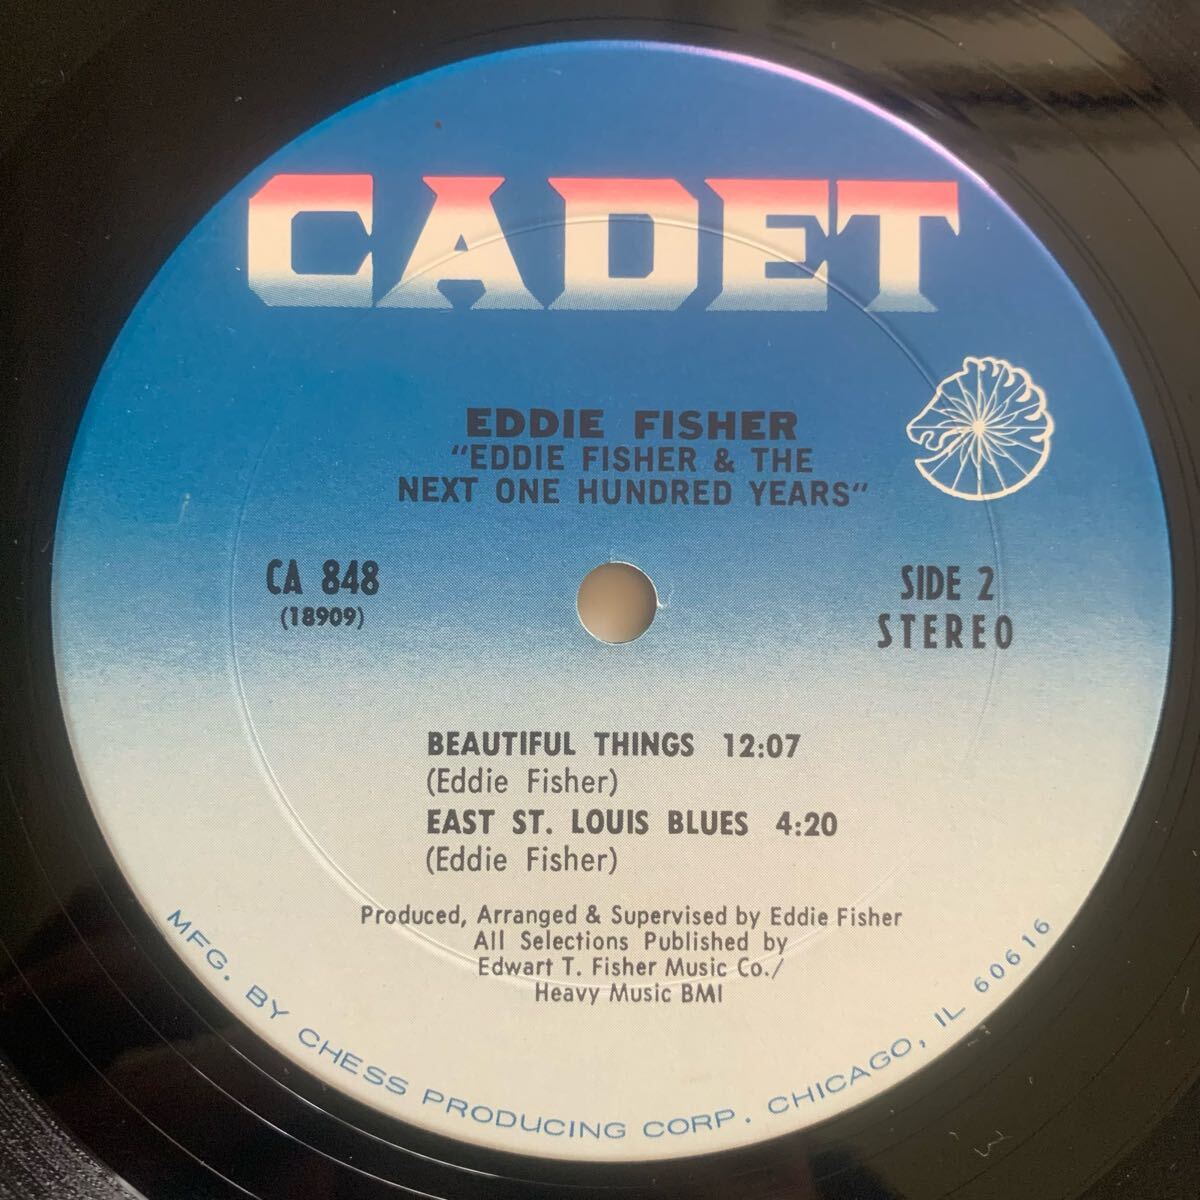 CADET
EDDIE FISHER
"EDDIE FISHER & THE
NEXT ONE HUNDRED YEARS"
CA 848
(18909)
SIDE 2
STEREO
BEAUTIFUL THINGS 12:07
(Eddie Fisher)
EAST ST. LOUIS BLUES 4:20
(Eddie Fisher)
Produced, Arranged & Supervised by Eddie Fisher
All Selections Published by
Edwart T. Fisher Music Co./
Heavy Music BMI
MFG. BY CHESS PRODUCING CORP. CHICAGO, IL 60616